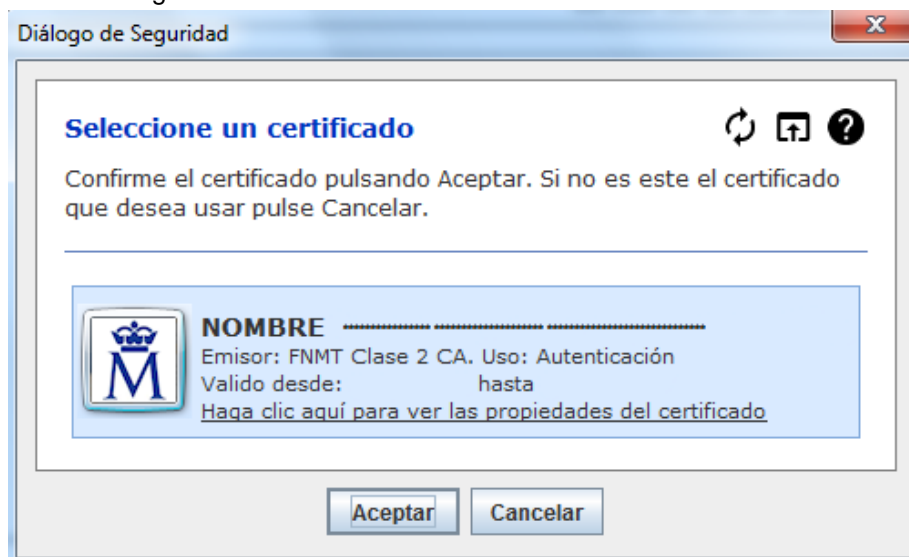 Diálogo de Seguridad
Seleccione un certificado
Confirme el certificado pulsando Aceptar. Si no es este el certificado
que desea usar pulse Cancelar.
NOMBRE
Emisor: FNMT Clase 2 CA. Uso: Autenticación
Valido desde: hasta
Haga clic aquí para ver las propiedades del certificado
Aceptar Cancelar